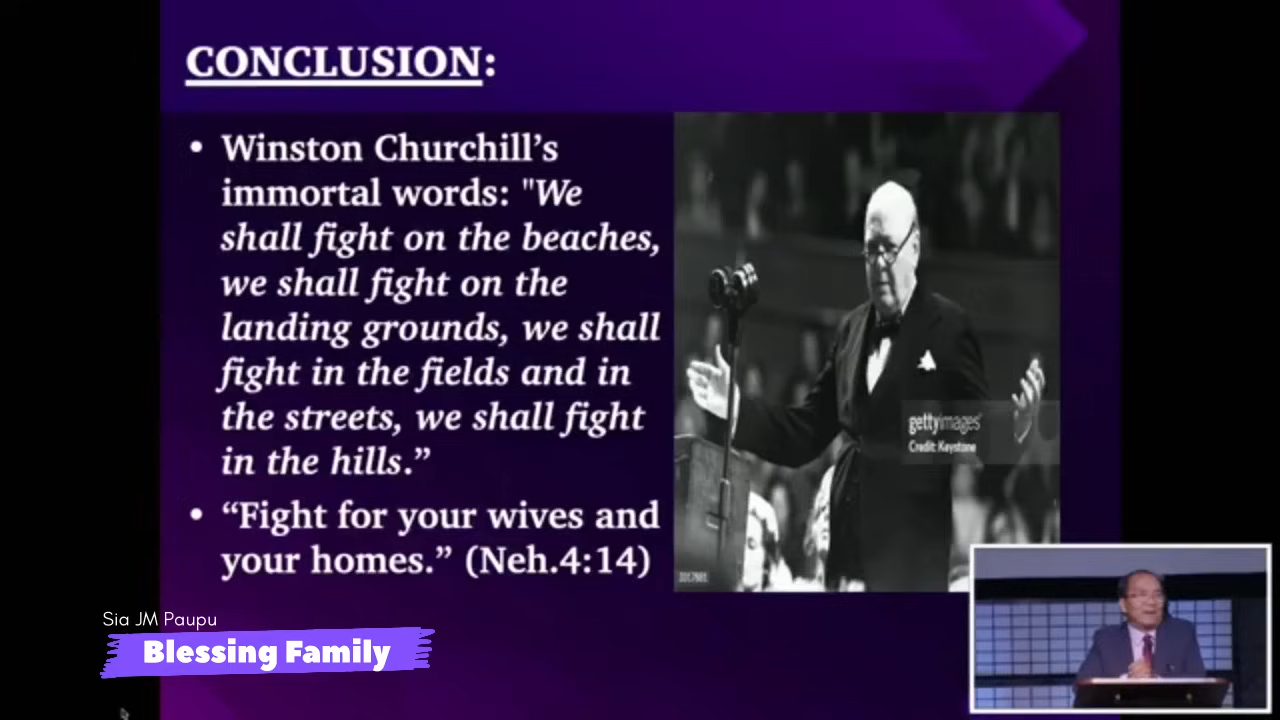 CONCLUSION:
• Winston Churchill’s
immortal words: "We
shall fight on the beaches,
we shall fight on the
landing grounds, we shall
fight in the fields and in
the streets, we shall fight
in the hills.”
• “Fight for your wives and
your homes.” (Neh.4:14)
gettyimages
Credit: Keystone
Sia JM Paupu
Blessing Family